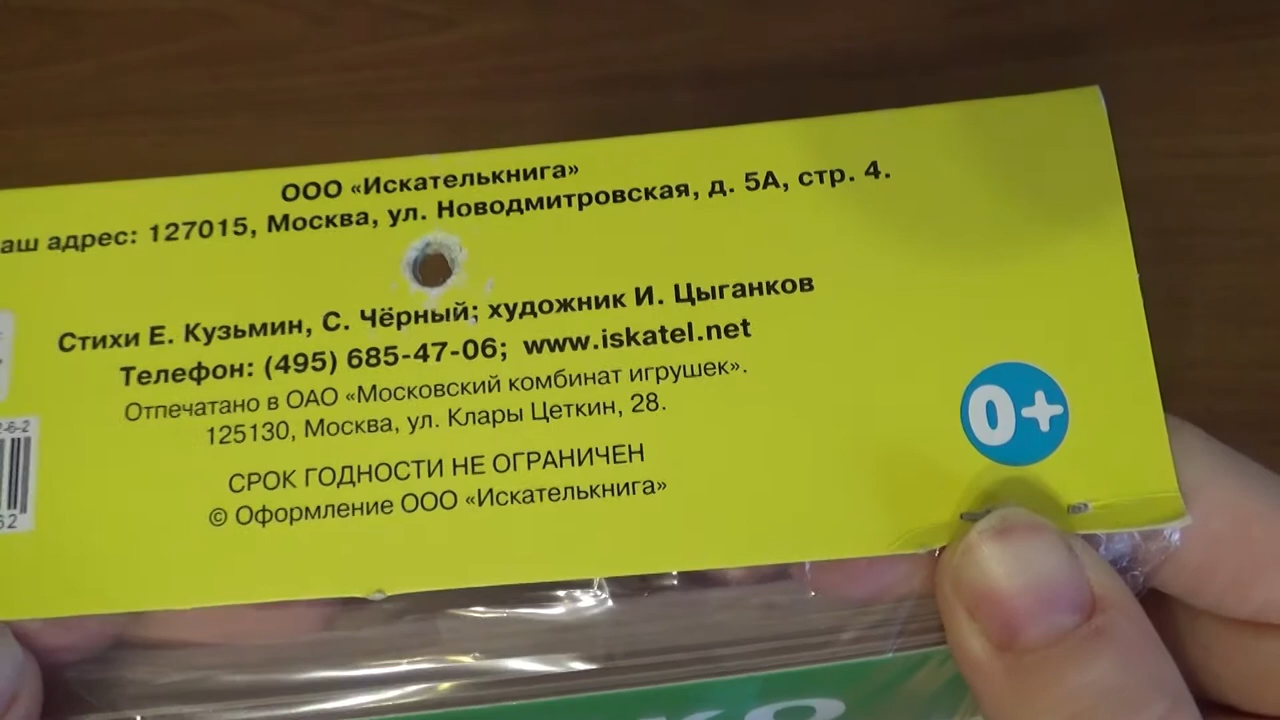 ООО «Искателькнига»
аш адрес: 127015, Москва, ул. Новодмитровская, д. 5А, стр. 4.
Стихи Е. Кузьмин, С. Чёрный; художник И. Цыганков
Телефон: (495) 685-47-06; www.iskatel.net
Отпечатано в ОАО «Московский комбинат игрушек».
125130, Москва, ул. Клары Цеткин, 28.
0+
СРОК ГОДНОСТИ НЕ ОГРАНИЧЕН
© Оформление ООО «Искателькнига»